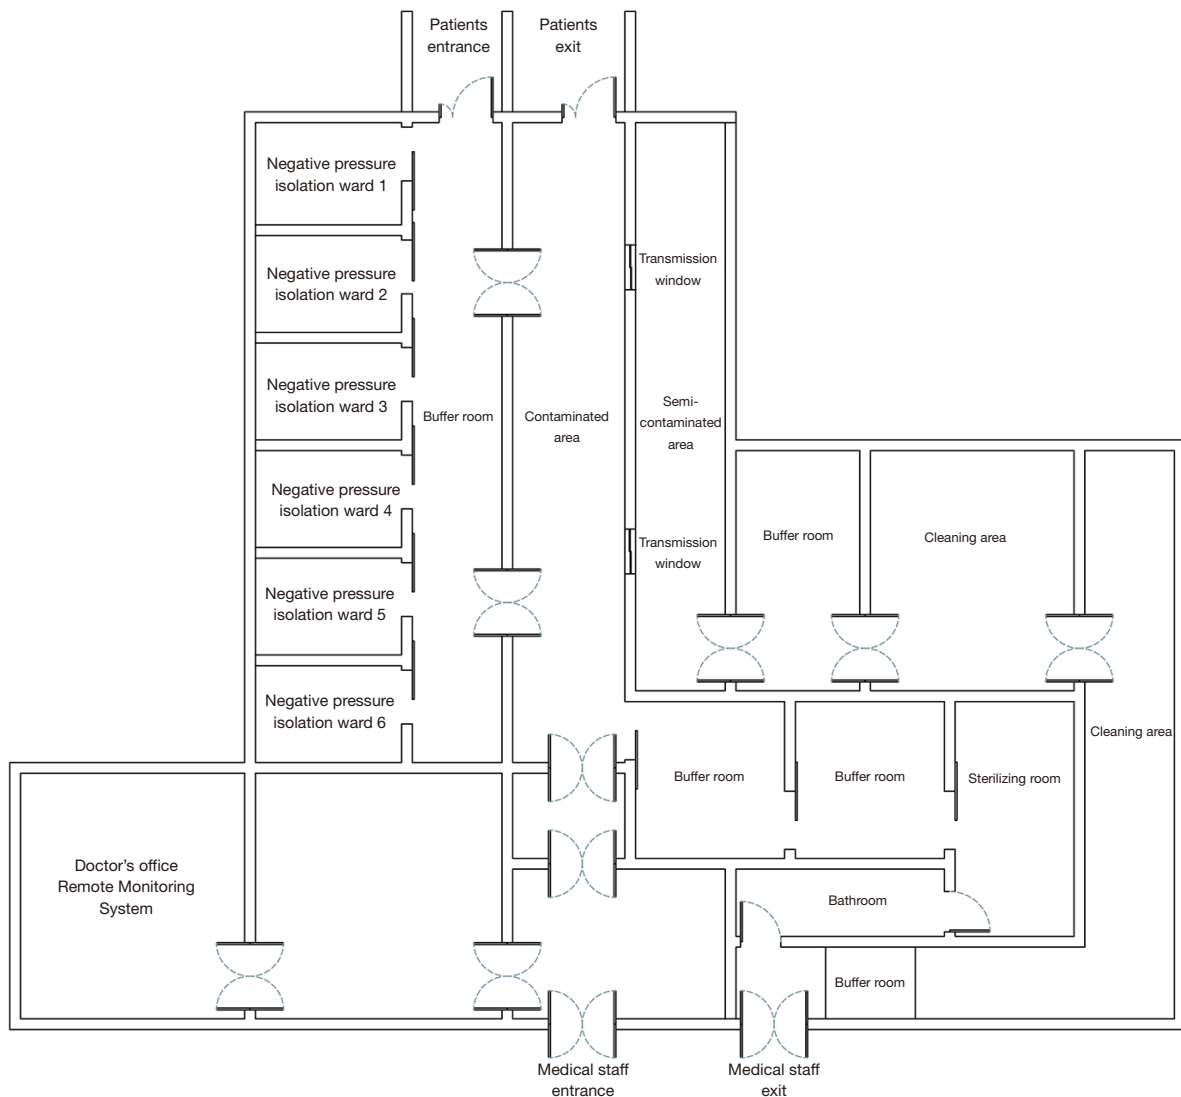 Patients
entrance
Patients
exit
Negative pressure
isolation ward 1
Negative pressure
isolation ward 2
Negative pressure
isolation ward 3
Negative pressure
isolation ward 4
Negative pressure
isolation ward 5
Negative pressure
isolation ward 6
Buffer room
Contaminated
area
Transmission
window
Semi-
contaminated
area
Transmission
window
Buffer room
Cleaning area
Cleaning area
Buffer room
Buffer room
Sterilizing room
Doctor’s office
Remote Monitoring
System
Bathroom
Buffer room
Medical staff
entrance
Medical staff
exit